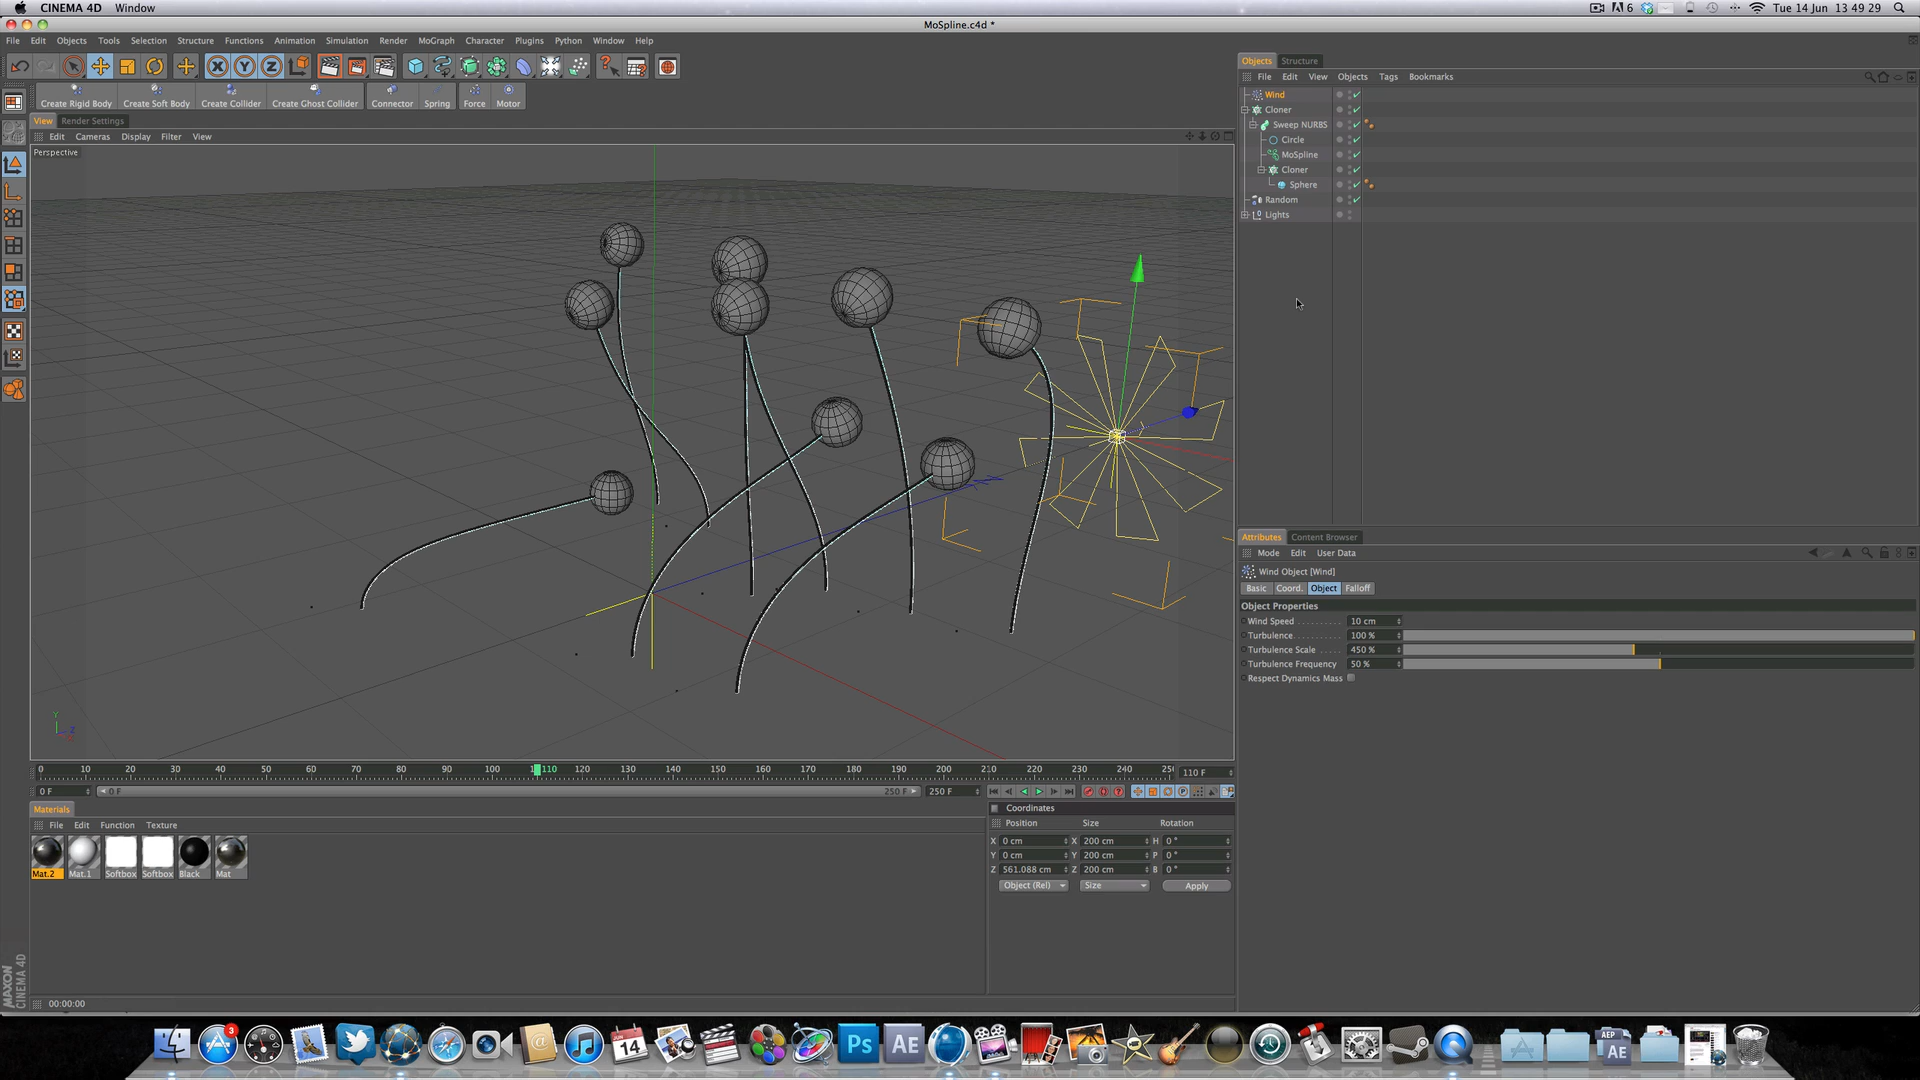 CINEMA 4D Window
6 Tue 14 Jun 13 49 29
MoSpline.c4d *
File Edit Objects Tools Selection Structure Functions Animation Simulation Render MoGraph Character Plugins Python Window Help
X Y Z
Create Rigid Body Create Soft Body Create Collider Create Ghost Collider Connector Spring Force Motor
View Render Settings
Edit Cameras Display Filter View
Perspective
Y
Z
0 10 20 30 40 50 60 70 80 90 100 110 120 130 140 150 160 170 180 190 200 210 220 230 240 110 F
0 F 0 F 250 F 250 F
Materials
File Edit Function Texture
Mat.2 Mat.1 Softbox Softbox Black Mat
Coordinates
Position Size Rotation
X 0 cm X 200 cm H 0 °
Y 0 cm Y 200 cm P 0 °
Z 561.088 cm Z 200 cm B 0 °
Object (Rel) Size Apply
MAXON
CINEMA 4D
00:00:00
Objects Structure
File Edit View Objects Tags Bookmarks
Wind
Cloner
Sweep NURBS
Circle
MoSpline
Cloner
Sphere
Random
Lights
Attributes Content Browser
Mode Edit User Data
Wind Object [Wind]
Basic Coord. Object Falloff
Object Properties
Wind Speed 10 cm
Turbulence 100 %
Turbulence Scale 450 %
Turbulence Frequency 50 %
Respect Dynamics Mass
3
14
Ps
AE
AEP
AE